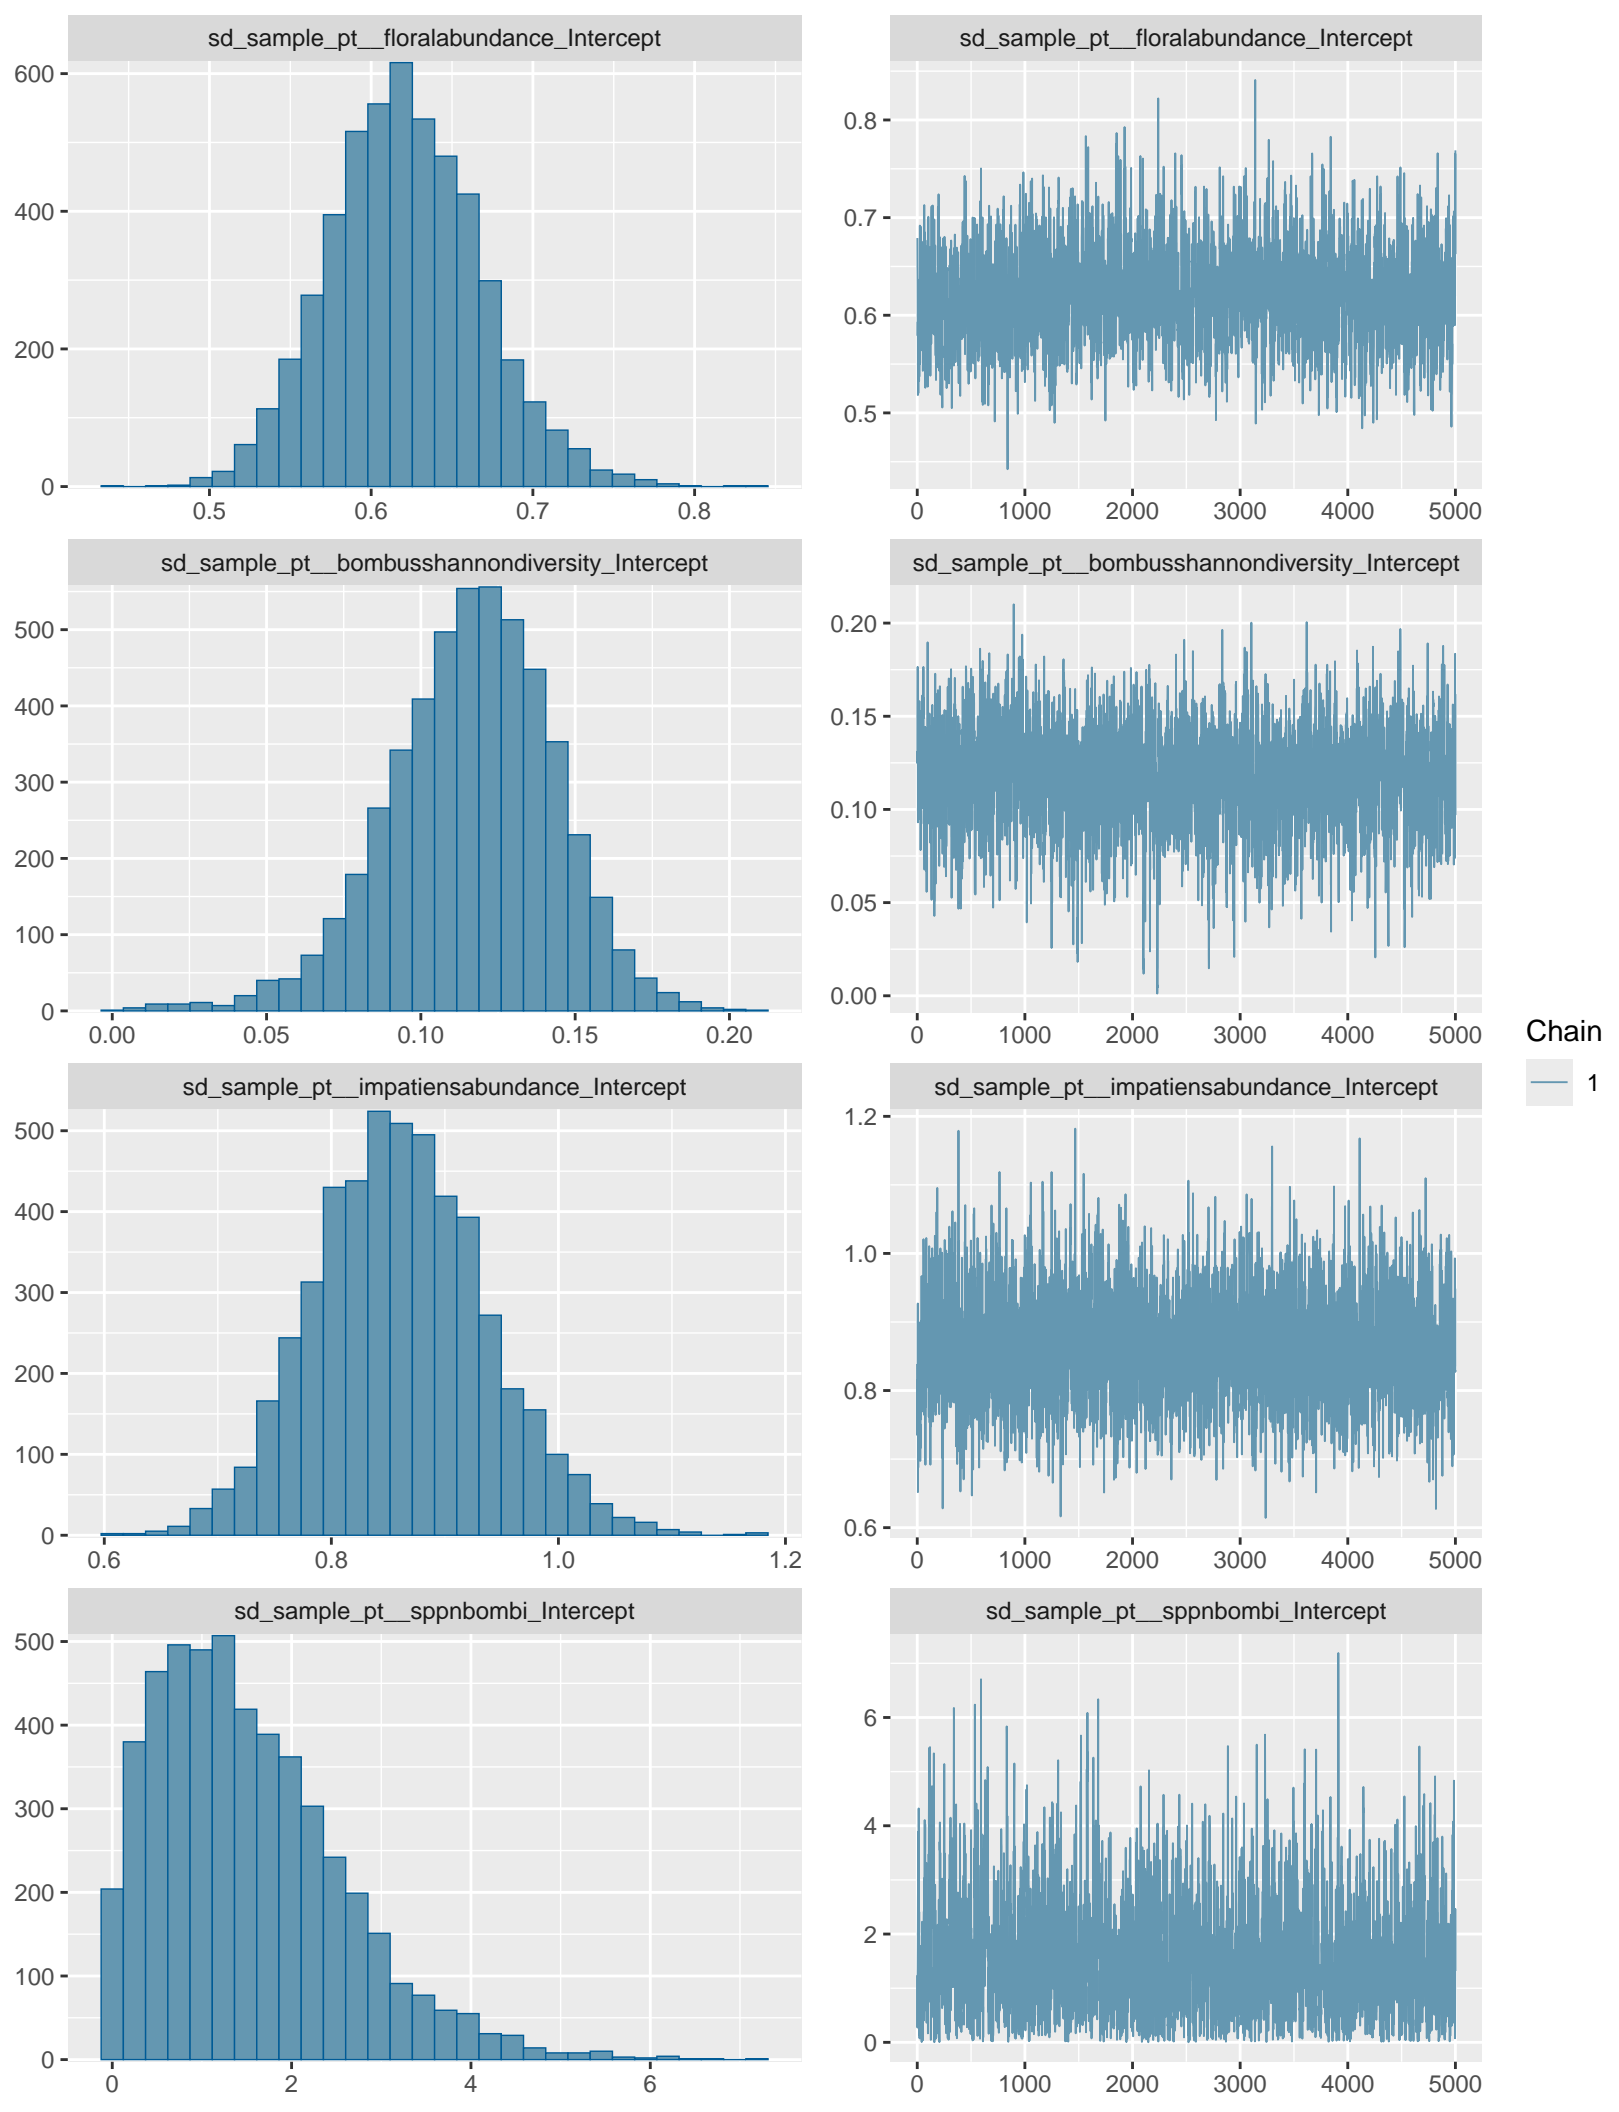 sd_sample_pt__floralabundance_Intercept
600
400
200
0
0.5 0.6 0.7 0.8
sd_sample_pt__floralabundance_Intercept
0.8
0.7
0.6
0.5
0 1000 2000 3000 4000 5000
sd_sample_pt__bombusshannondiversity_Intercept
500
400
300
200
100
0
0.00 0.05 0.10 0.15 0.20
sd_sample_pt__bombusshannondiversity_Intercept
0.20
0.15
0.10
0.05
0.00
0 1000 2000 3000 4000 5000
sd_sample_pt__impatiensabundance_Intercept
500
400
300
200
100
0
0.6 0.8 1.0 1.2
sd_sample_pt__impatiensabundance_Intercept
1.2
1.0
0.8
0.6
0 1000 2000 3000 4000 5000
sd_sample_pt__sppnbombi_Intercept
500
400
300
200
100
0
0 2 4 6
sd_sample_pt__sppnbombi_Intercept
6
4
2
0
0 1000 2000 3000 4000 5000
Chain
1